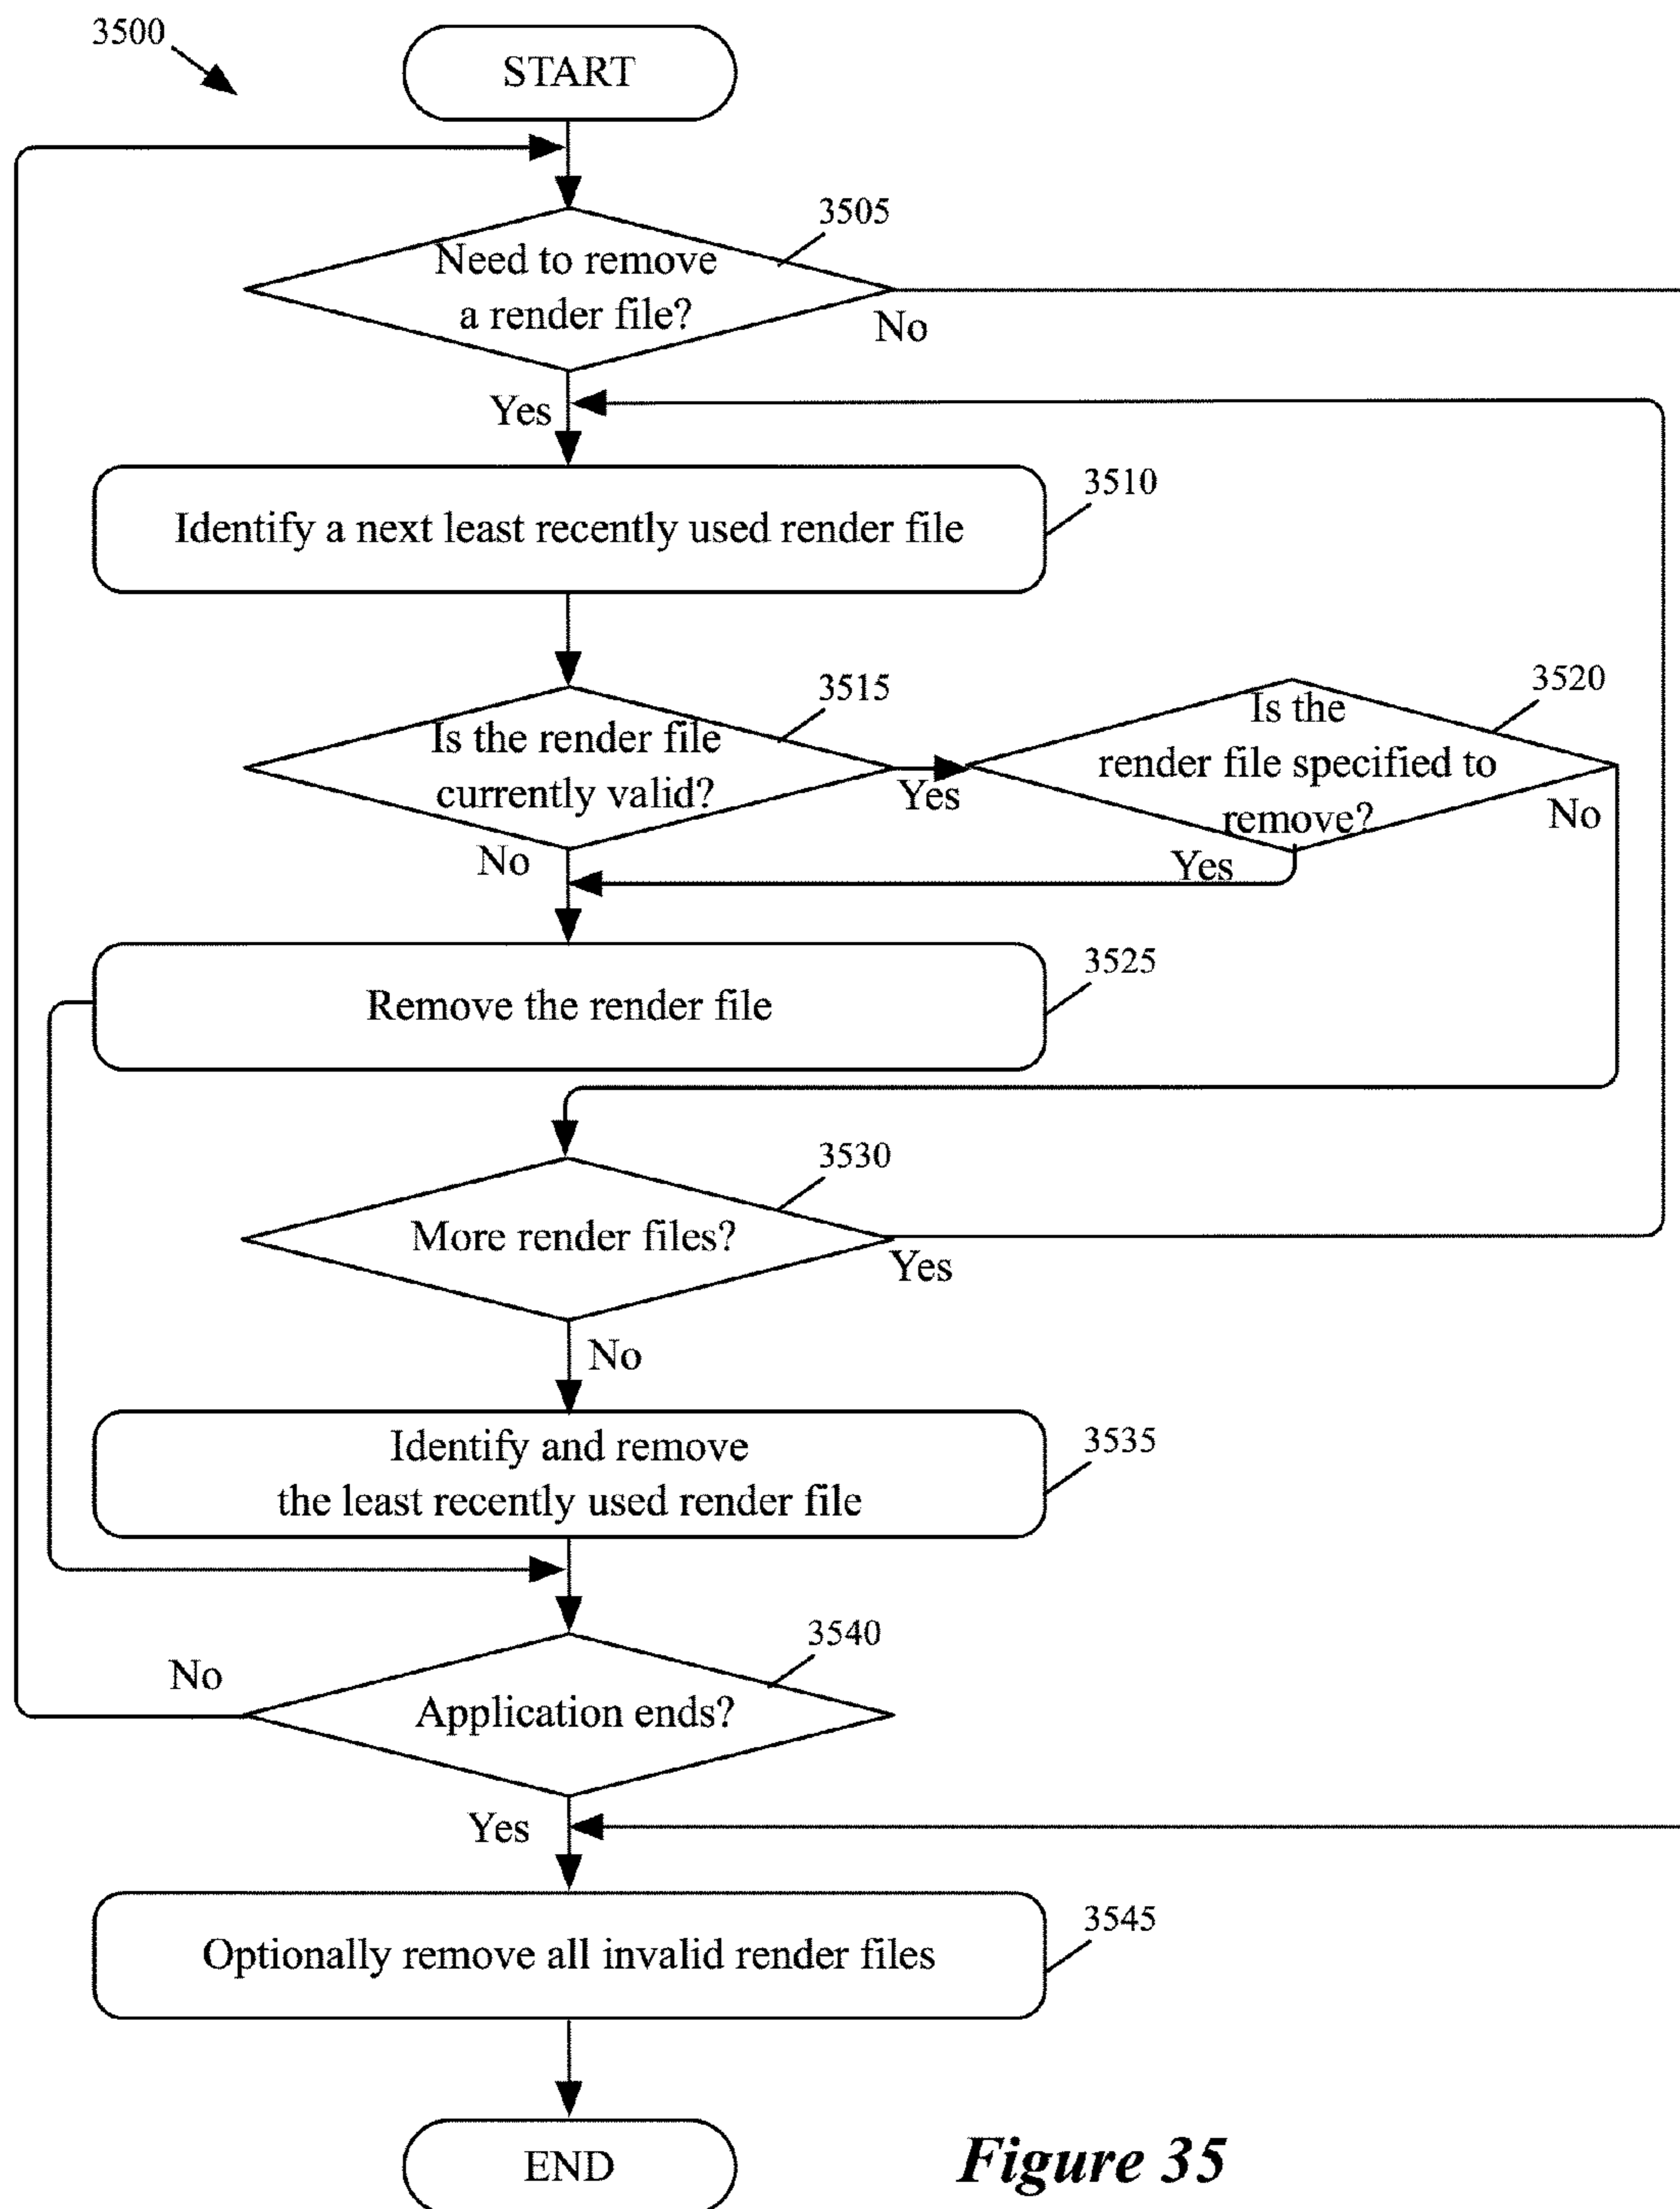 3500
START
3505
Need to remove
a render file?
No
Yes
3510
Identify a next least recently used render file
3515
Is the render file
currently valid?
Yes
No
3520
Is the
render file specified to
remove?
No
Yes
3525
Remove the render file
3530
More render files?
Yes
No
3535
Identify and remove
the least recently used render file
3540
No
Application ends?
Yes
3545
Optionally remove all invalid render files
END
Figure 35